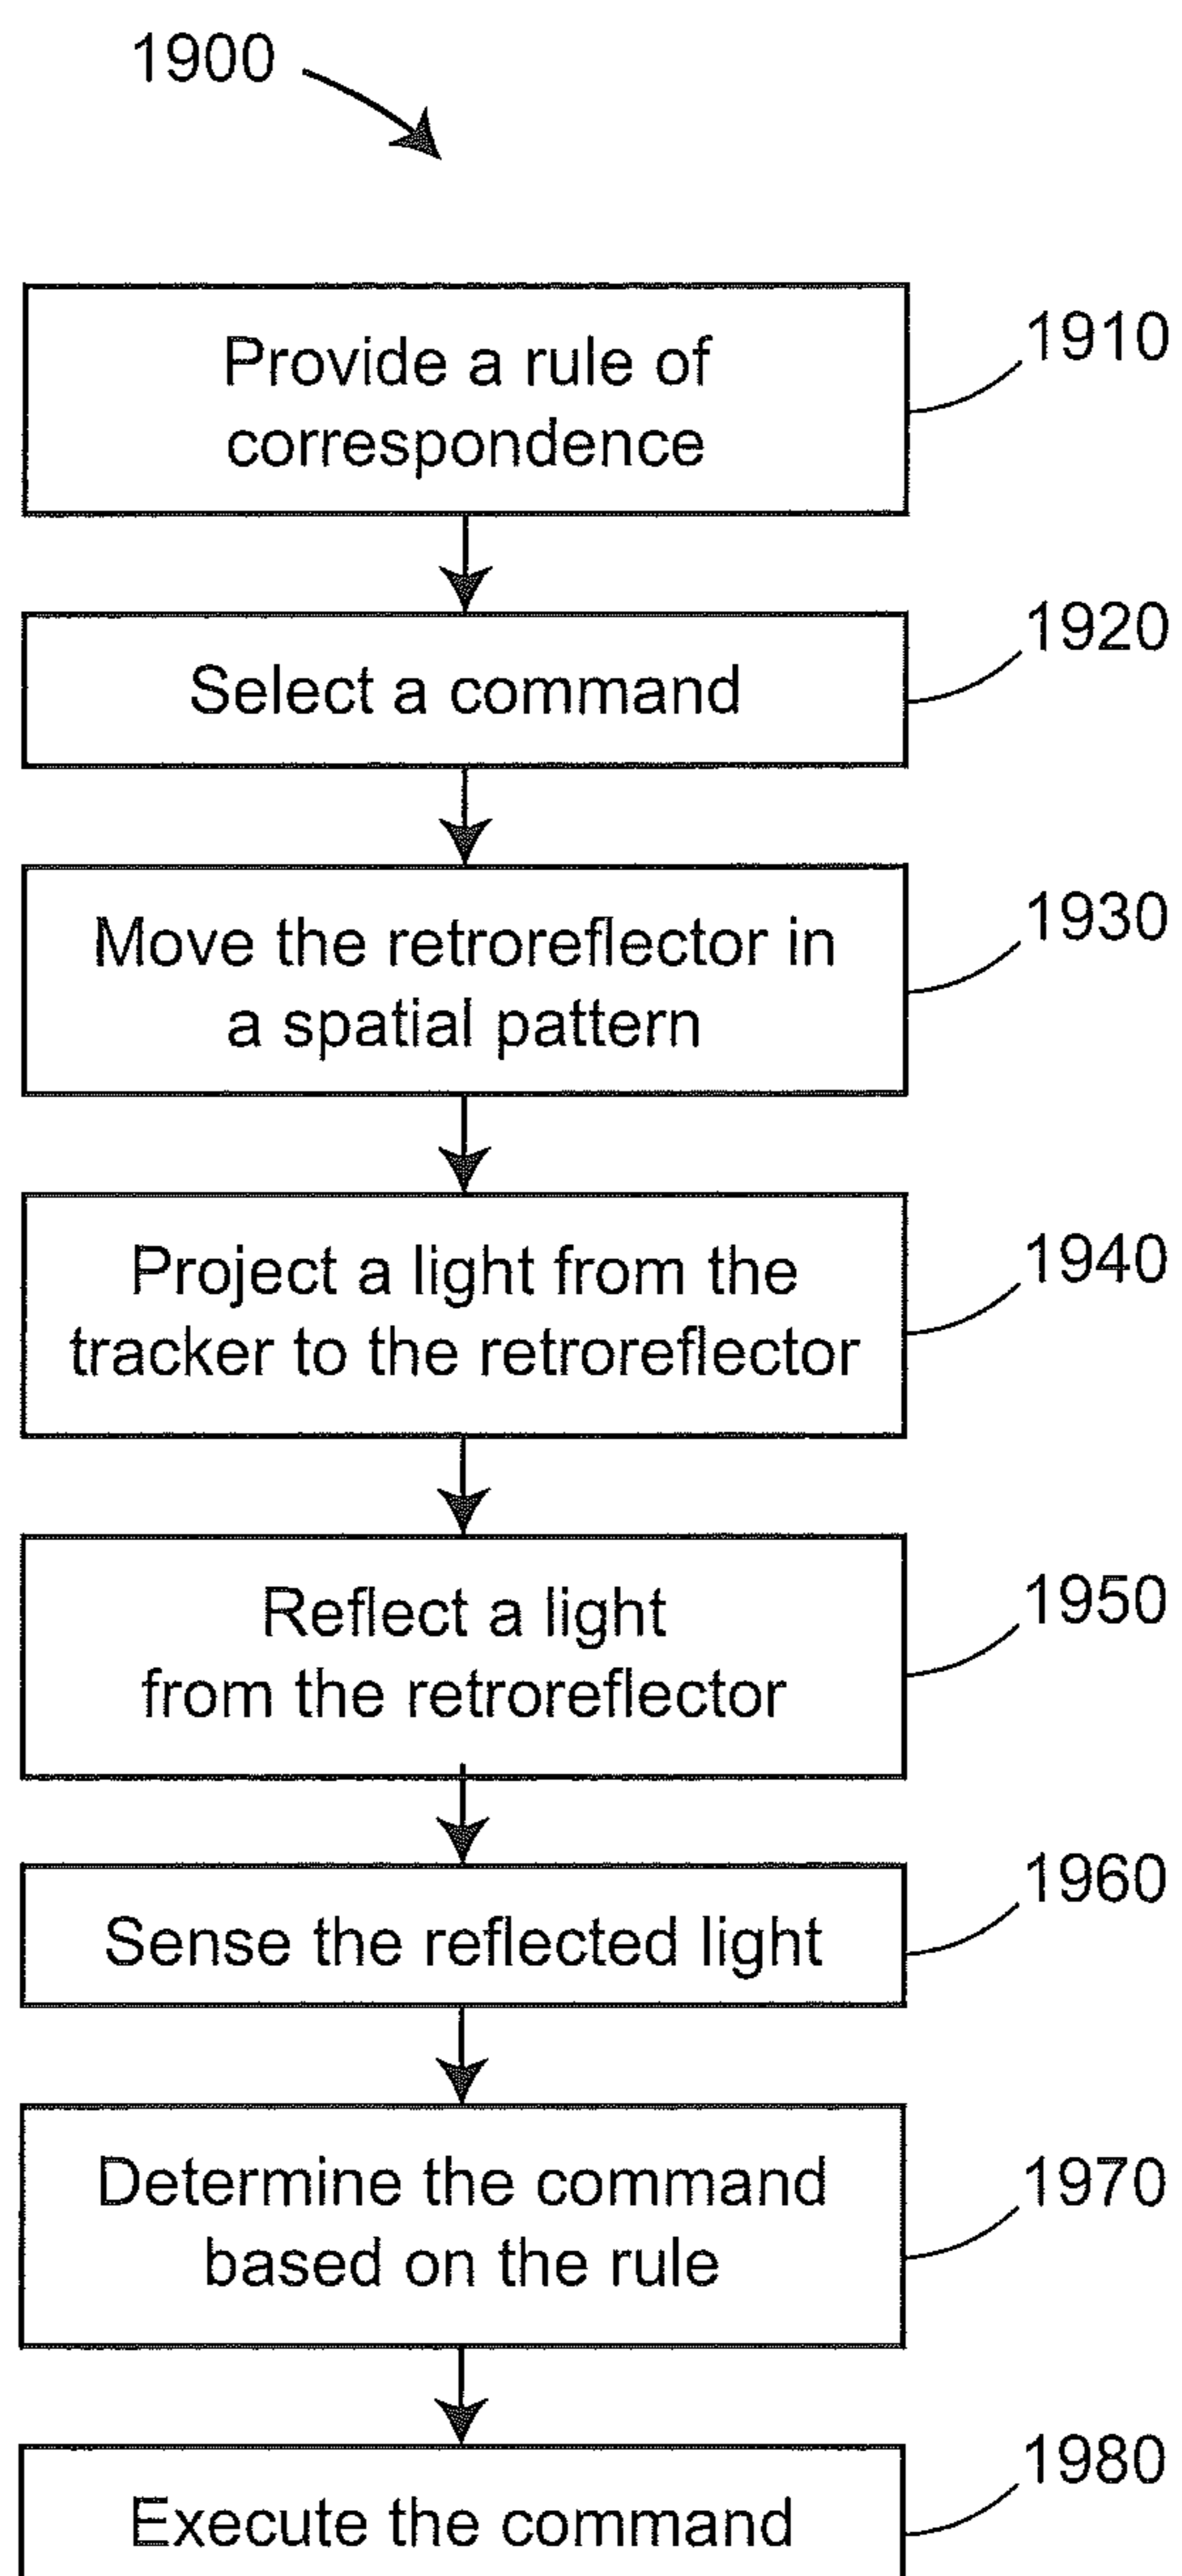 1900
Provide a rule of
correspondence
1910
Select a command
1920
Move the retroreflector in
a spatial pattern
1930
Project a light from the
tracker to the retroreflector
1940
Reflect a light
from the retroreflector
1950
Sense the reflected light
1960
Determine the command
based on the rule
1970
Execute the command
1980